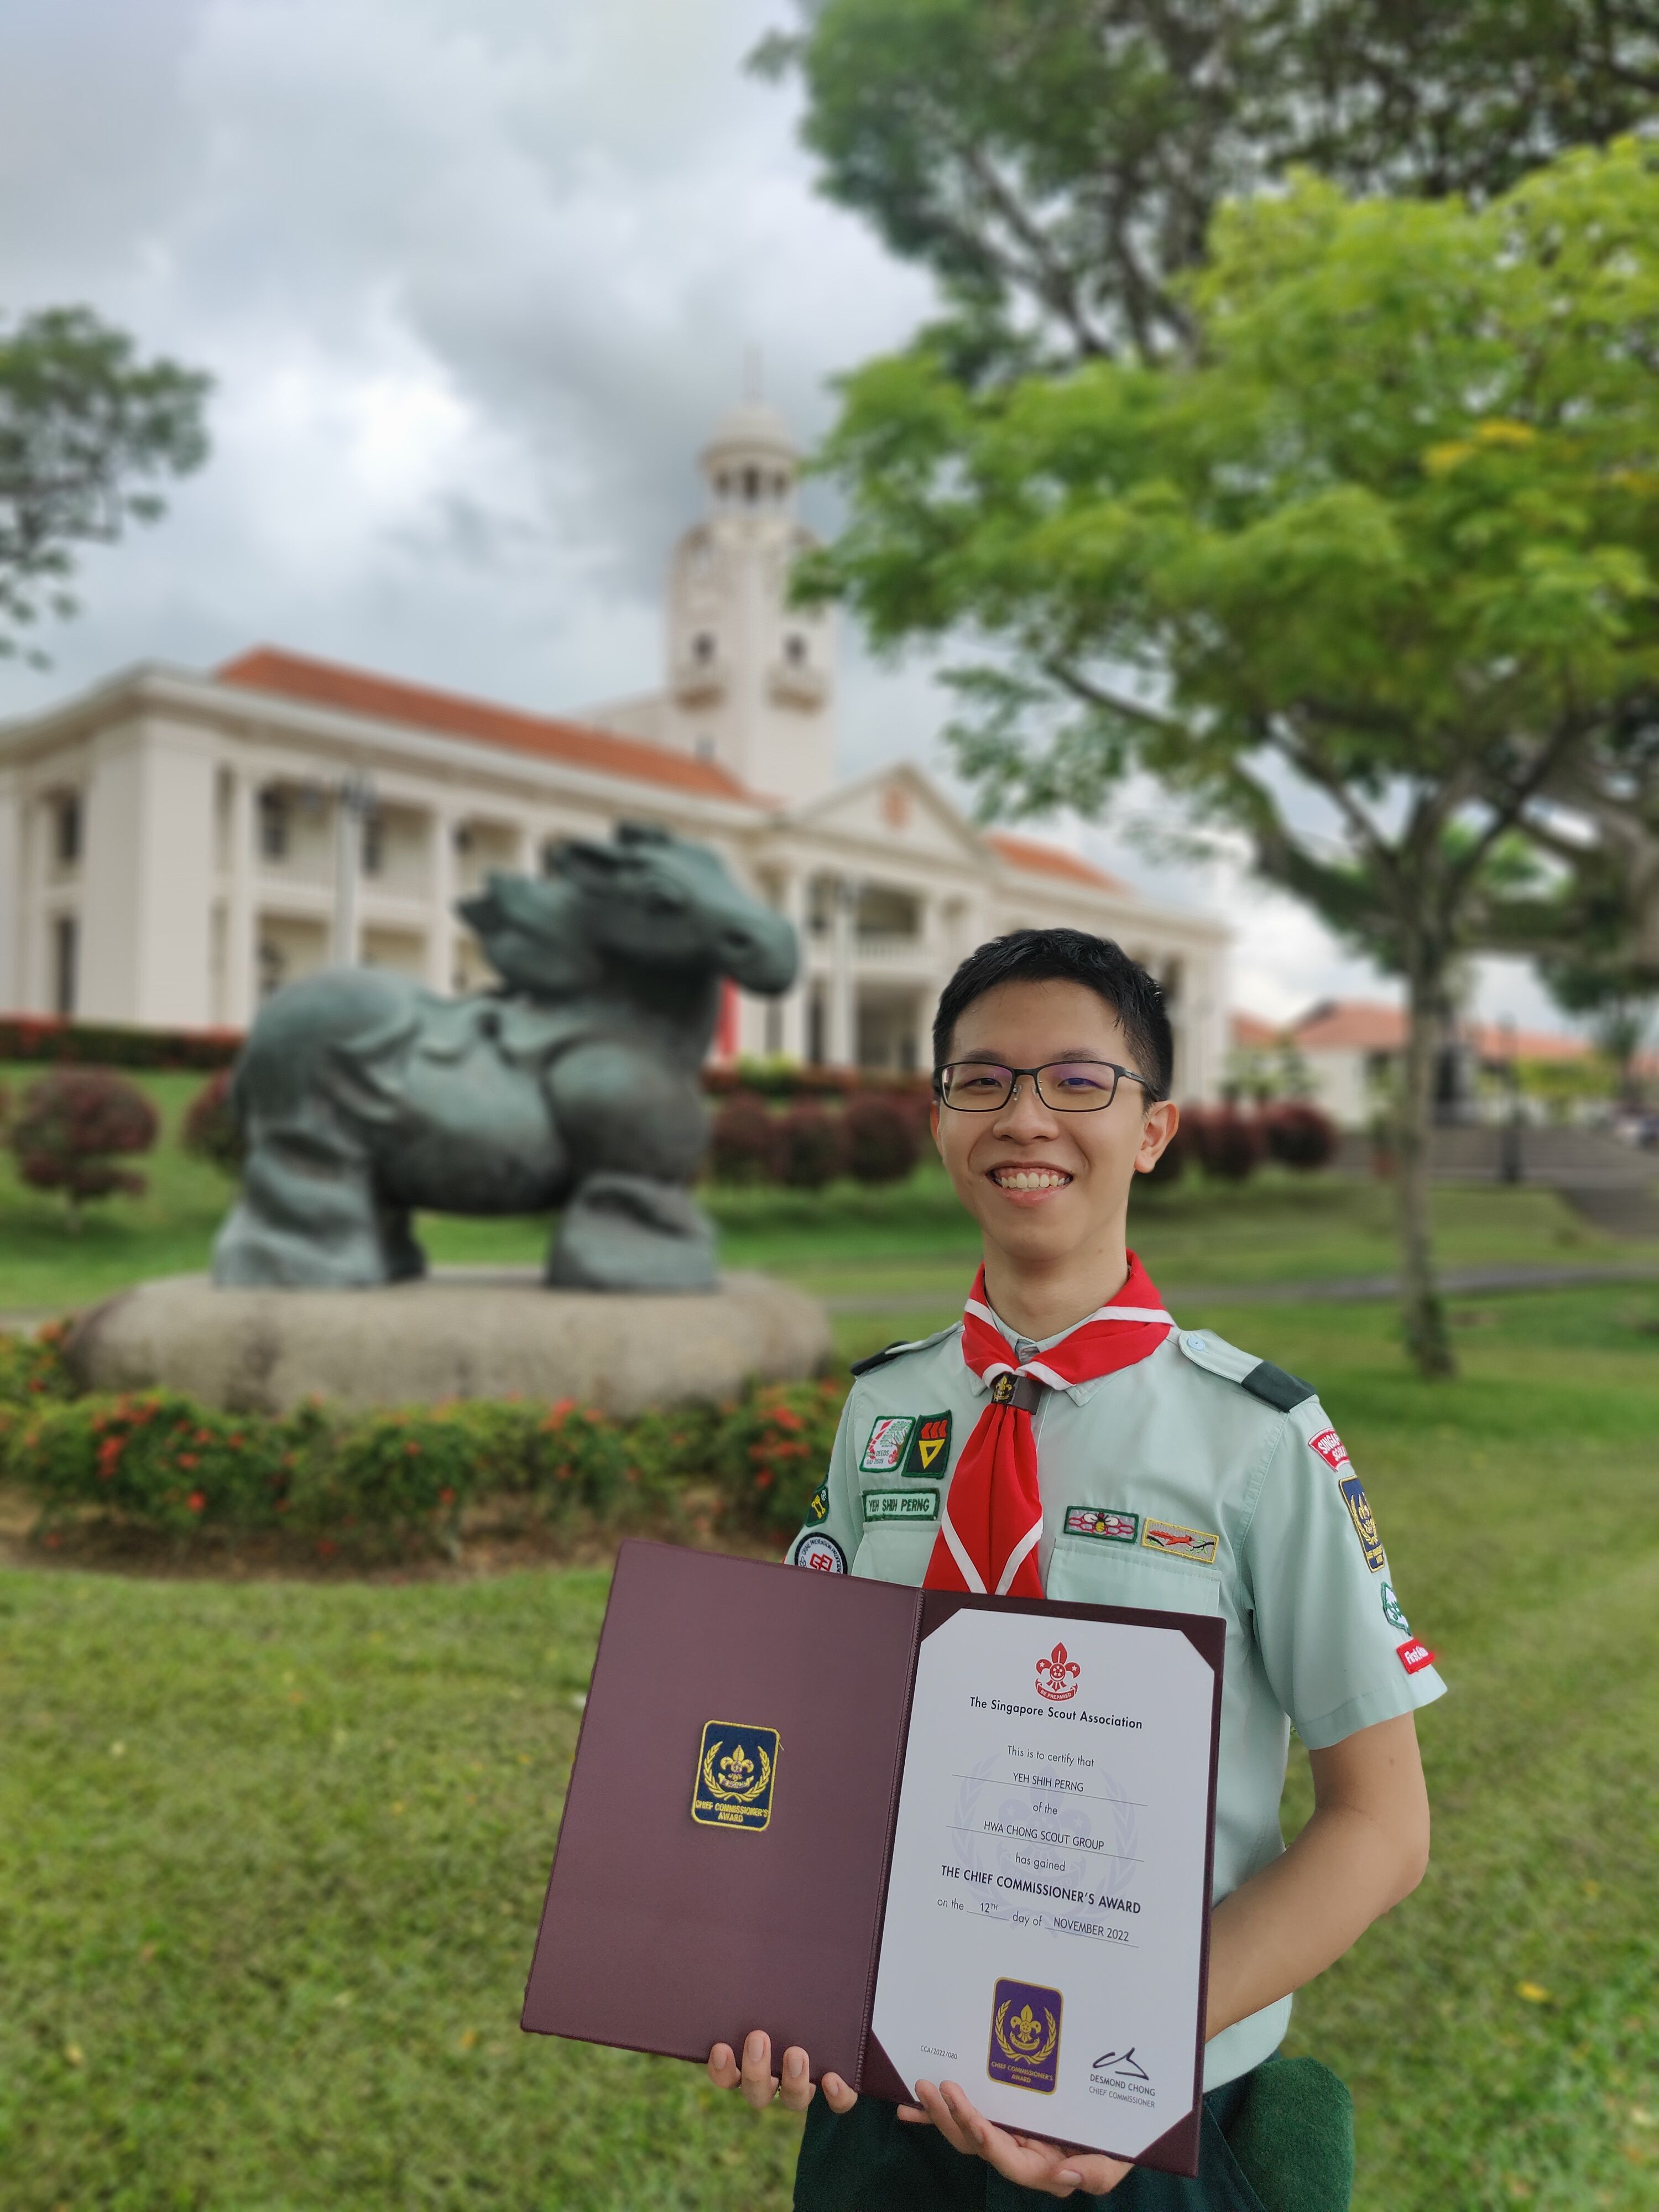 YEH SHIH PERNG
CHIEF COMMISSIONER'S
AWARD
BE PREPARED
The Singapore Scout Association
This is to certify that
YEH SHIH PERNG
of the
HWA CHONG SCOUT GROUP
has gained
THE CHIEF COMMISSIONER'S AWARD
on the 12TH day of NOVEMBER 2022
CHIEF COMMISSIONER'S
AWARD
CCA/2022/080
DESMOND CHONG
CHIEF COMMISSIONER